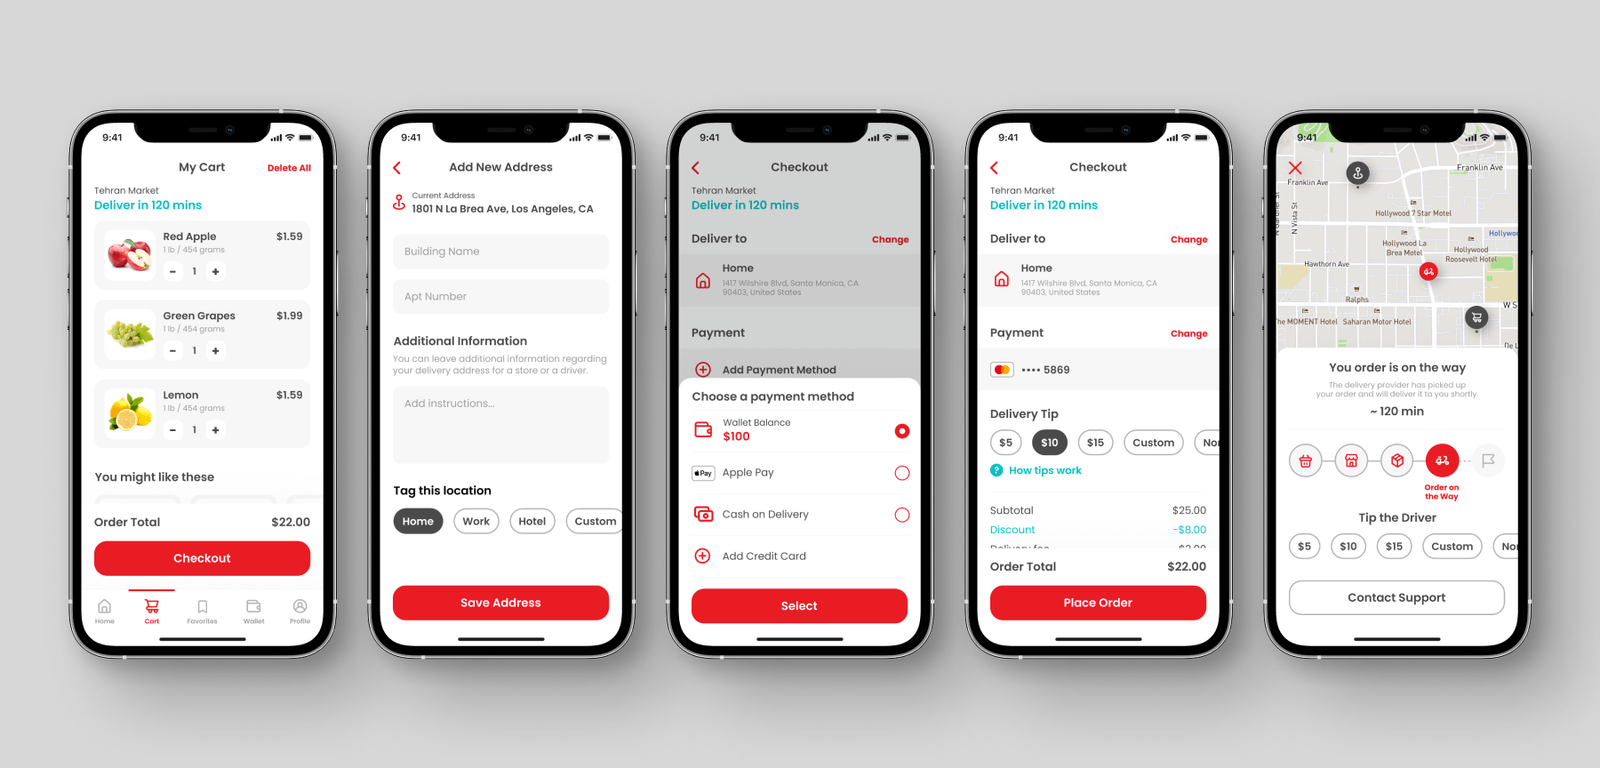 9:41
My Cart
Delete All
Tehran Market
Deliver in 120 mins
Red Apple
$1.59
1 lb / 454 grams
− 1 +
Green Grapes
$1.99
1 lb / 454 grams
− 1 +
Lemon
$1.59
1 lb / 454 grams
− 1 +
You might like these
Order Total
$22.00
Checkout
Home
Cart
Favorites
Wallet
Profile
9:41
Add New Address
Current Address
1801 N La Brea Ave, Los Angeles, CA
Building Name
Apt Number
Additional Information
You can leave additional information regarding
your delivery address for a store or a driver.
Add instructions...
Tag this location
Home
Work
Hotel
Custom
Save Address
9:41
Checkout
Tehran Market
Deliver in 120 mins
Deliver to
Change
Home
1417 Wilshire Blvd, Santa Monica, CA
90403, United States
Payment
Add Payment Method
Choose a payment method
Wallet Balance
$100
Pay
Apple Pay
Cash on Delivery
Add Credit Card
Select
9:41
Checkout
Tehran Market
Deliver in 120 mins
Deliver to
Change
Home
1417 Wilshire Blvd, Santa Monica, CA
90403, United States
Payment
Change
•••• 5869
Delivery Tip
$5
$10
$15
Custom
? How tips work
Subtotal
$25.00
Discount
-$8.00
Order Total
$22.00
Place Order
9:41
Franklin Ave
Franklin Ave
N Vista St
Hollywood 7 Star Motel
Hollywood La
Brea Motel
Hollywood
Roosevelt Hotel
Hawthorn Ave
Ralphs
MOMENT Hotel
Saharan Motor Hotel
You order is on the way
The delivery provider has picked up
your order and will deliver it to you shortly.
~ 120 min
Order on
the Way
Tip the Driver
$5
$10
$15
Custom
Contact Support